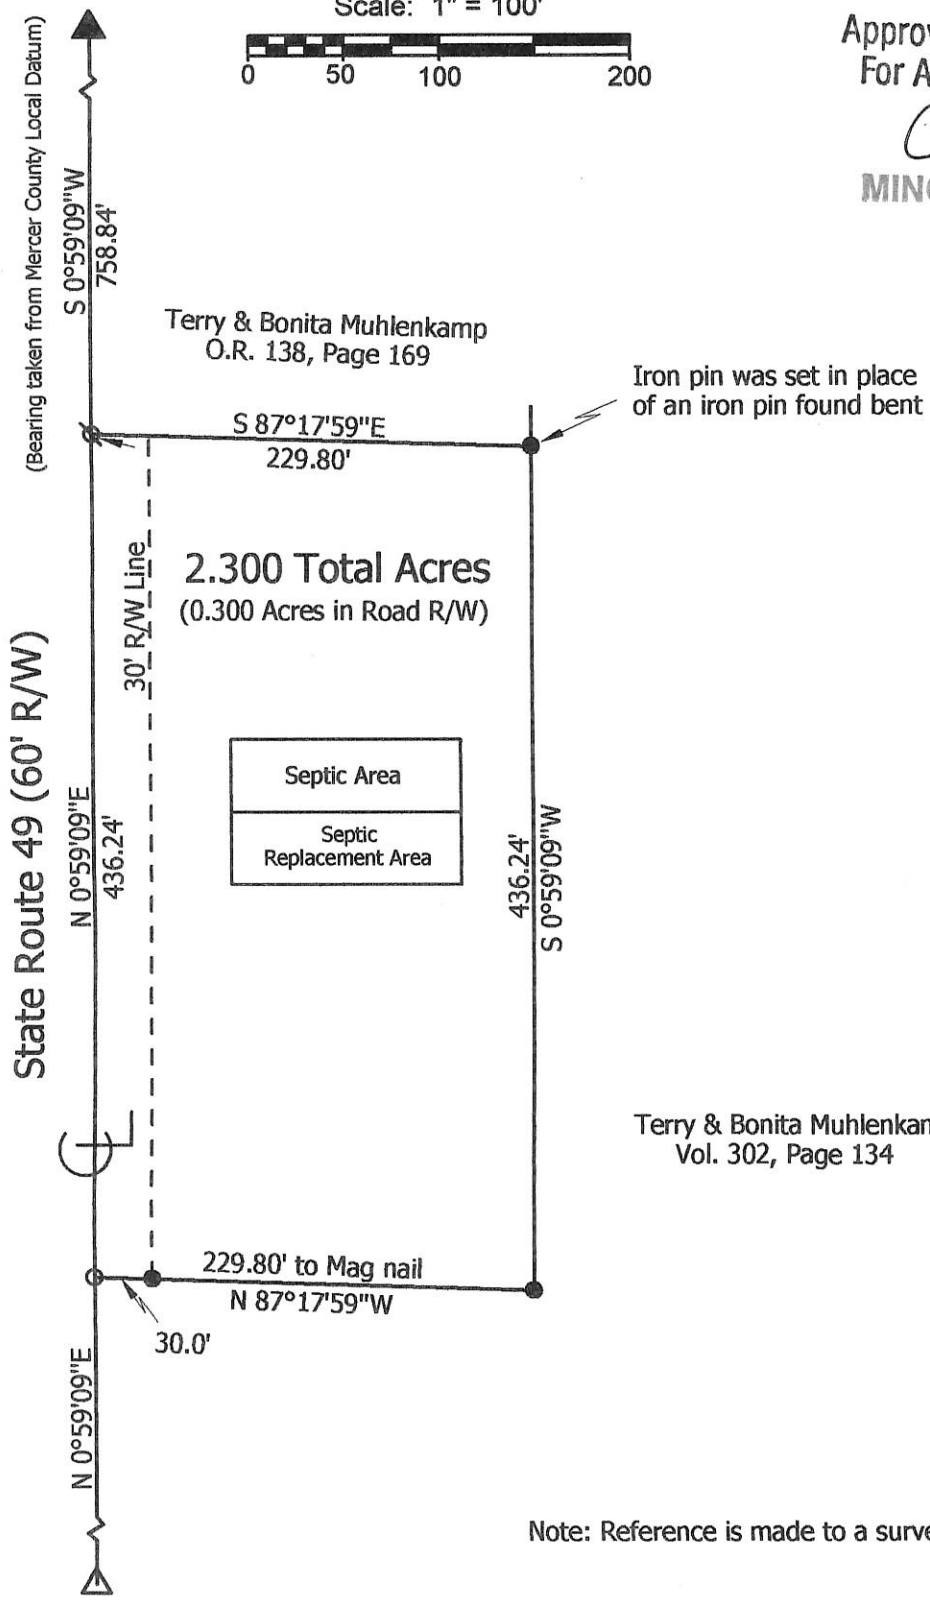 Scale: 1" = 100'
0 50 100 200
(Bearing taken from Mercer County Local Datum)
S 0°59'09"W
758.84'
Terry & Bonita Muhlenkamp
O.R. 138, Page 169
Iron pin was set in place
of an iron pin found bent
S 87°17'59"E
229.80'
2.300 Total Acres
(0.300 Acres in Road R/W)
30' R/W Line
State Route 49 (60' R/W)
N 0°59'09"E
436.24'
Septic Area
Septic
Replacement Area
436.24'
S 0°59'09"W
Terry & Bonita
Vol. 302, Page 134
229.80' to Mag nail
N 87°17'59"W
30.0'
N 0°59'09"E
Note: Reference is made to a
For